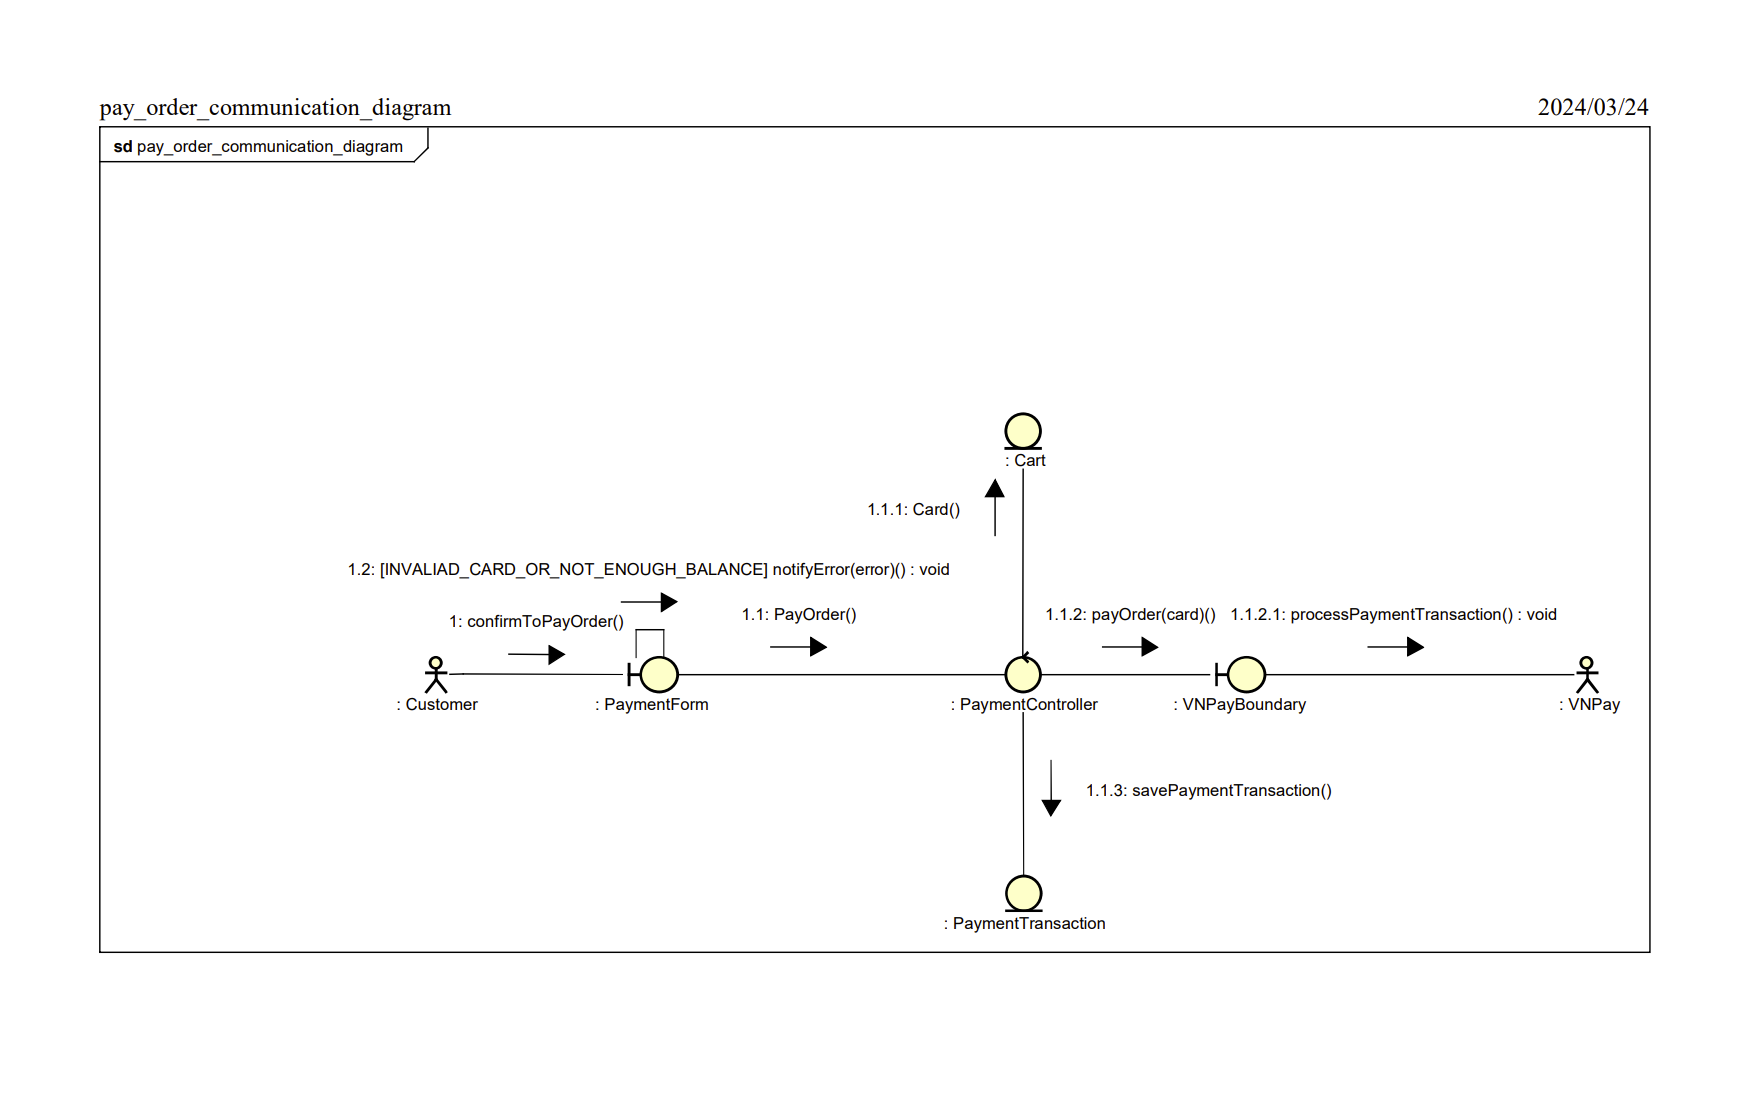 pay_order_communication_diagram
2024/03/24
sd pay_order_communication_diagram
: Cart
1.1.1: Card()
1.2: [INVALIAD_CARD_OR_NOT_ENOUGH_BALANCE] notifyError(error)() : void
1: confirmToPayOrder()
1.1: PayOrder()
1.1.2: payOrder(card)()
1.1.2.1: processPaymentTransaction() : void
: Customer
: PaymentForm
: PaymentController
: VNPayBoundary
: VNPay
1.1.3: savePaymentTransaction()
: PaymentTransaction